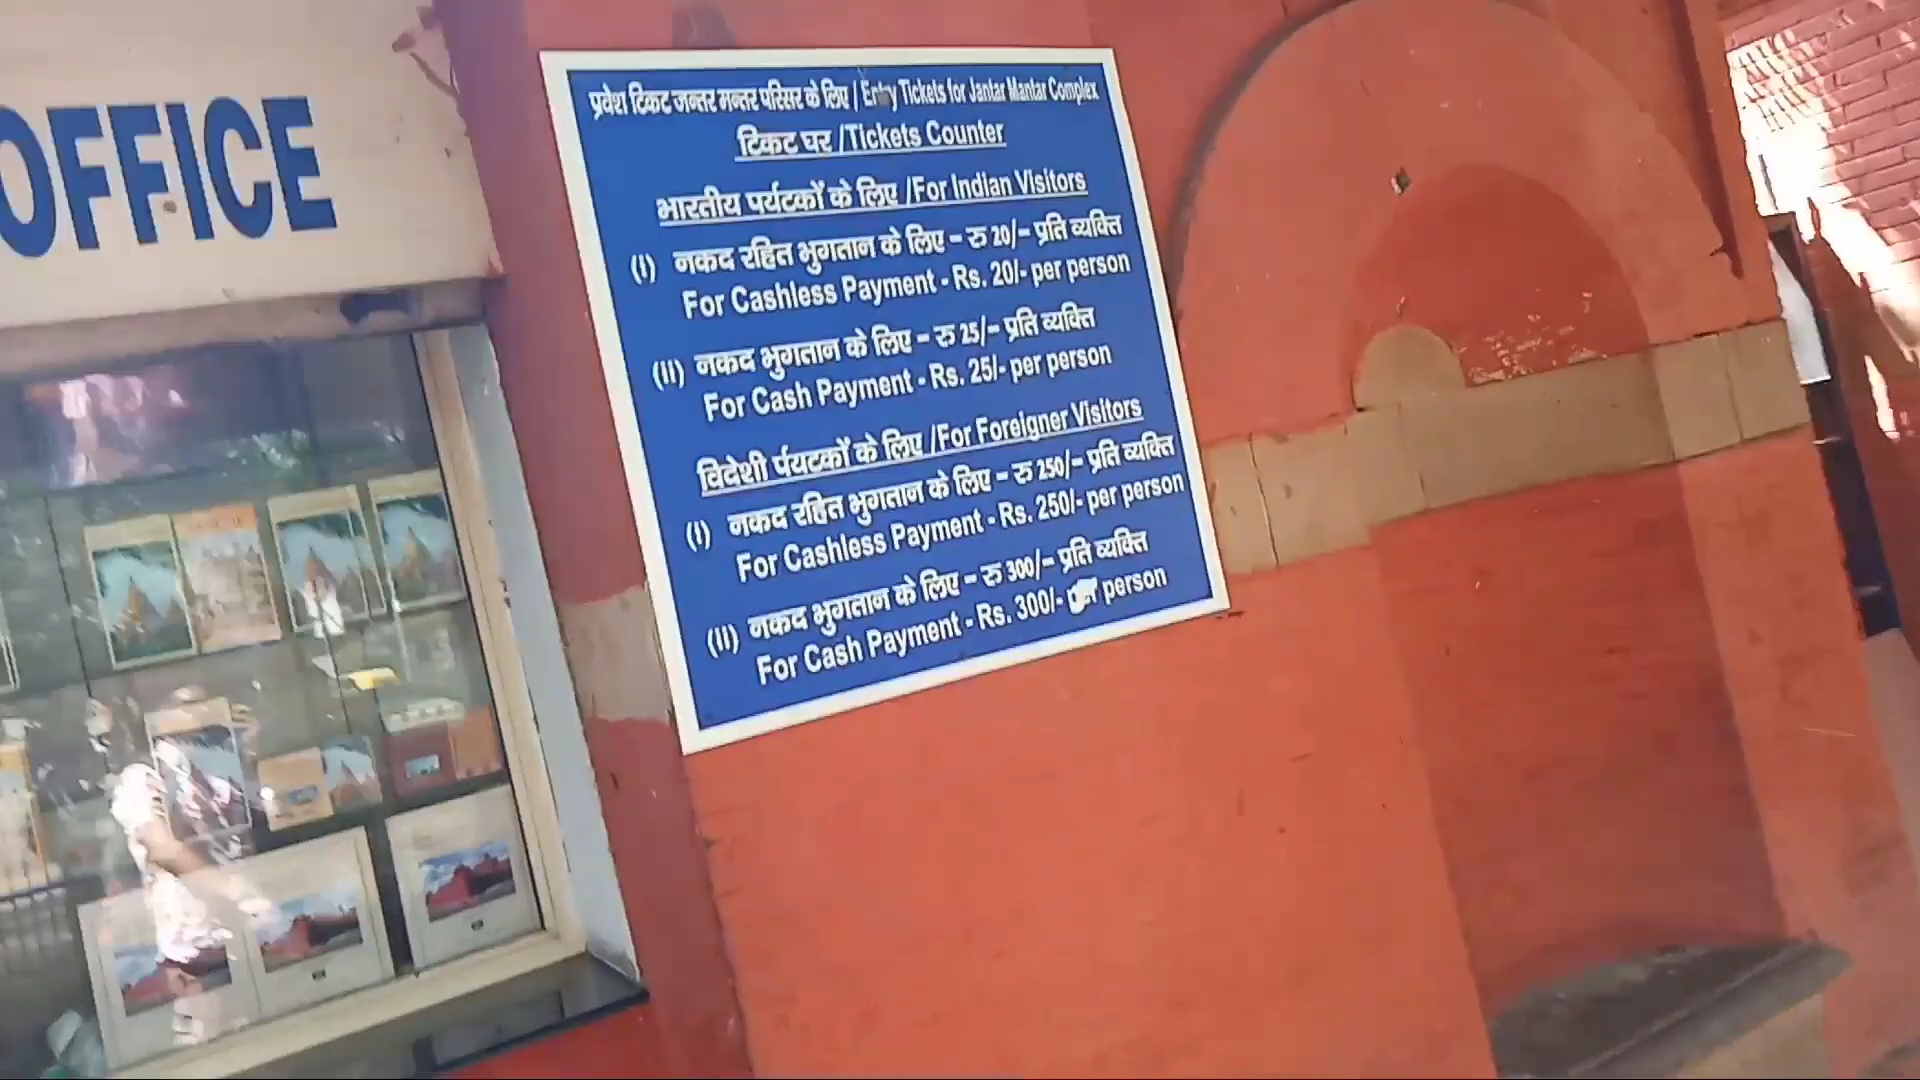 OFFICE
प्रवेश टिकट जन्तर मन्तर परिसर के लिए / Entry Tickets for Jantar Mantar Complex
टिकट घर /Tickets Counter
भारतीय पर्यटकों के लिए /For Indian Visitors
(I) नकद रहित भुगतान के लिए - रु 20/- प्रति व्यक्ति
For Cashless Payment - Rs. 20/- per person
(II) नकद भुगतान के लिए - रु 25/- प्रति व्यक्ति
For Cash Payment - Rs. 25/- per person
विदेशी र्पयटकों के लिए /For Foreigner Visitors
(I) नकद रहित भुगतान के लिए - रु 250/- प्रति व्यक्ति
For Cashless Payment - Rs. 250/- per person
(II) नकद भुगतान के लिए - रु 300/- प्रति व्यक्ति
For Cash Payment - Rs. 300/- per person